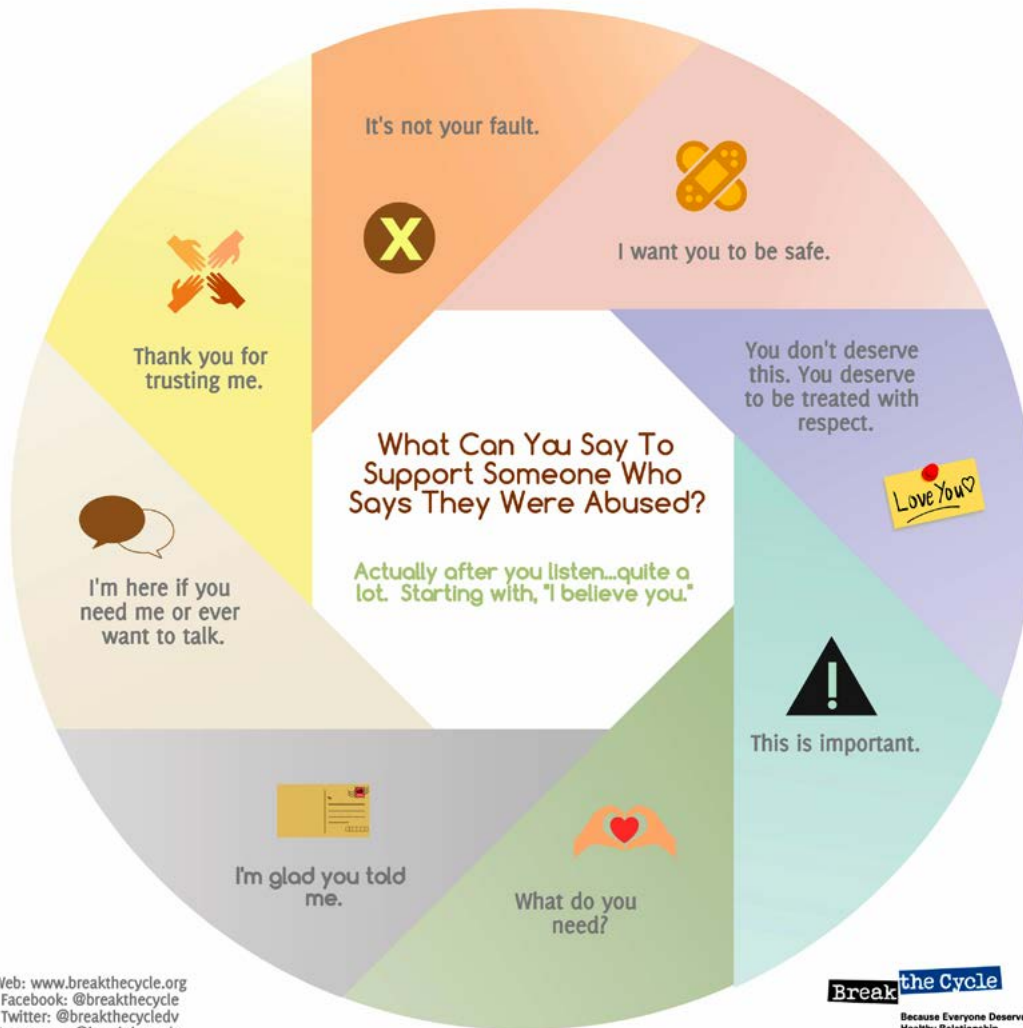 It's not your fault.
X
I want you to be safe.
You don't deserve
this. You deserve
to be treated with
respect.
Love You♡
This is important.
!
What do you
need?
I'm glad you told
me.
I'm here if you
need me or ever
want to talk.
Thank you for
trusting me.
What Can You Say To
Support Someone Who
Says They Were Abused?
Actually after you listen...quite a
lot. Starting with, "I believe you."
Web: www.breakthecycle.org
Facebook: @breakthecycle
Twitter: @breakthecycledv
Break the Cycle
Because Everyone Deserves